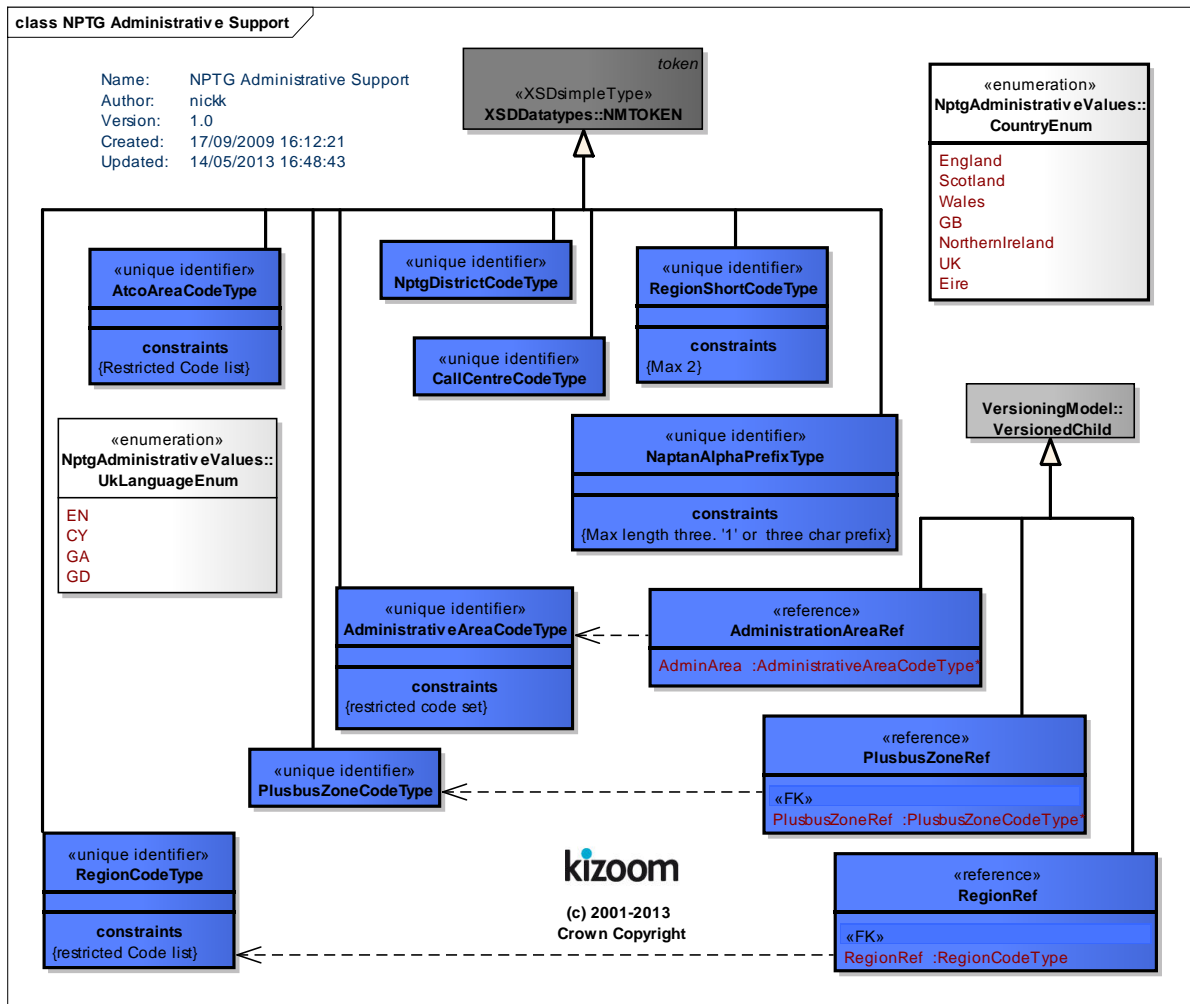 class NPTG Administrative Support
Name: NPTG Administrative Support
Author: nickk
Version: 1.0
Created: 17/09/2009 16:12:21
Updated: 14/05/2013 16:48:43
token
«XSDsimpleType»
XSDDatatypes::NMTOKEN
«enumeration»
NptgAdministrativeValues::
CountryEnum
England
Scotland
Wales
GB
NorthernIreland
UK
Eire
«unique identifier»
AtcoAreaCodeType
constraints
{Restricted Code list}
«unique identifier»
NptgDistrictCodeType
«unique identifier»
RegionShortCodeType
constraints
{Max 2}
«unique identifier»
CallCentreCodeType
VersioningModel::
VersionedChild
«enumeration»
NptgAdministrativeValues::
UkLanguageEnum
EN
CY
GA
GD
«unique identifier»
NaptanAlphaPrefixType
constraints
{Max length three. '1' or three char prefix}
«unique identifier»
AdministrativeAreaCodeType
constraints
{restricted code set}
«reference»
AdministrationAreaRef
AdminArea :AdministrativeAreaCodeType*
«unique identifier»
PlusbusZoneCodeType
«reference»
PlusbusZoneRef
«FK»
PlusbusZoneRef :PlusbusZoneCodeType*
«unique identifier»
RegionCodeType
constraints
{restricted Code list}
kizoom
(c) 2001-2013
Crown Copyright
«reference»
RegionRef
«FK»
RegionRef :RegionCodeType